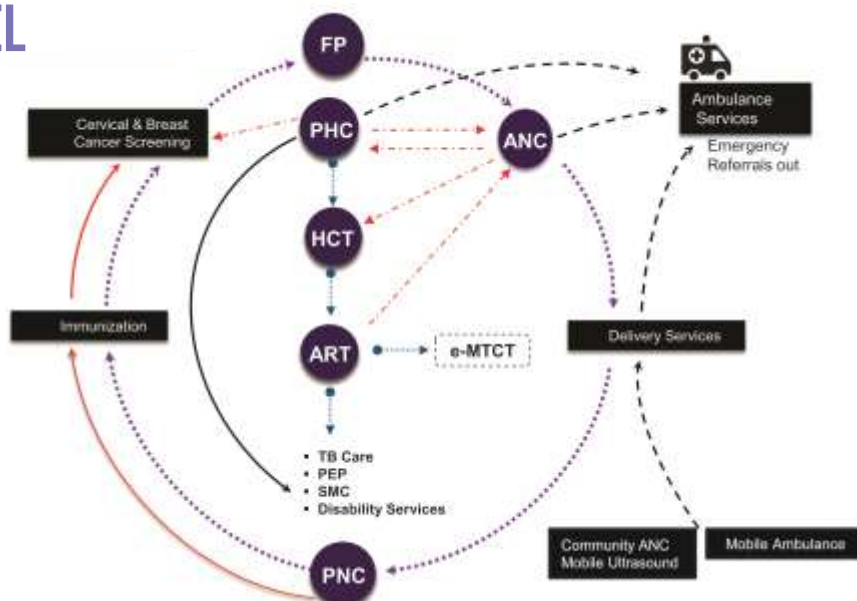 EL
FP
Cervical & Breast
Cancer Screening
PHC
ANC
Ambulance
Services
Emergency
Referrals out
HCT
Immunization
ART
e-MTCT
Delivery Services
▪ TB Care
▪ PEP
▪ SMC
▪ Disability Services
PNC
Community ANC
Mobile Ultrasound
Mobile Ambulance